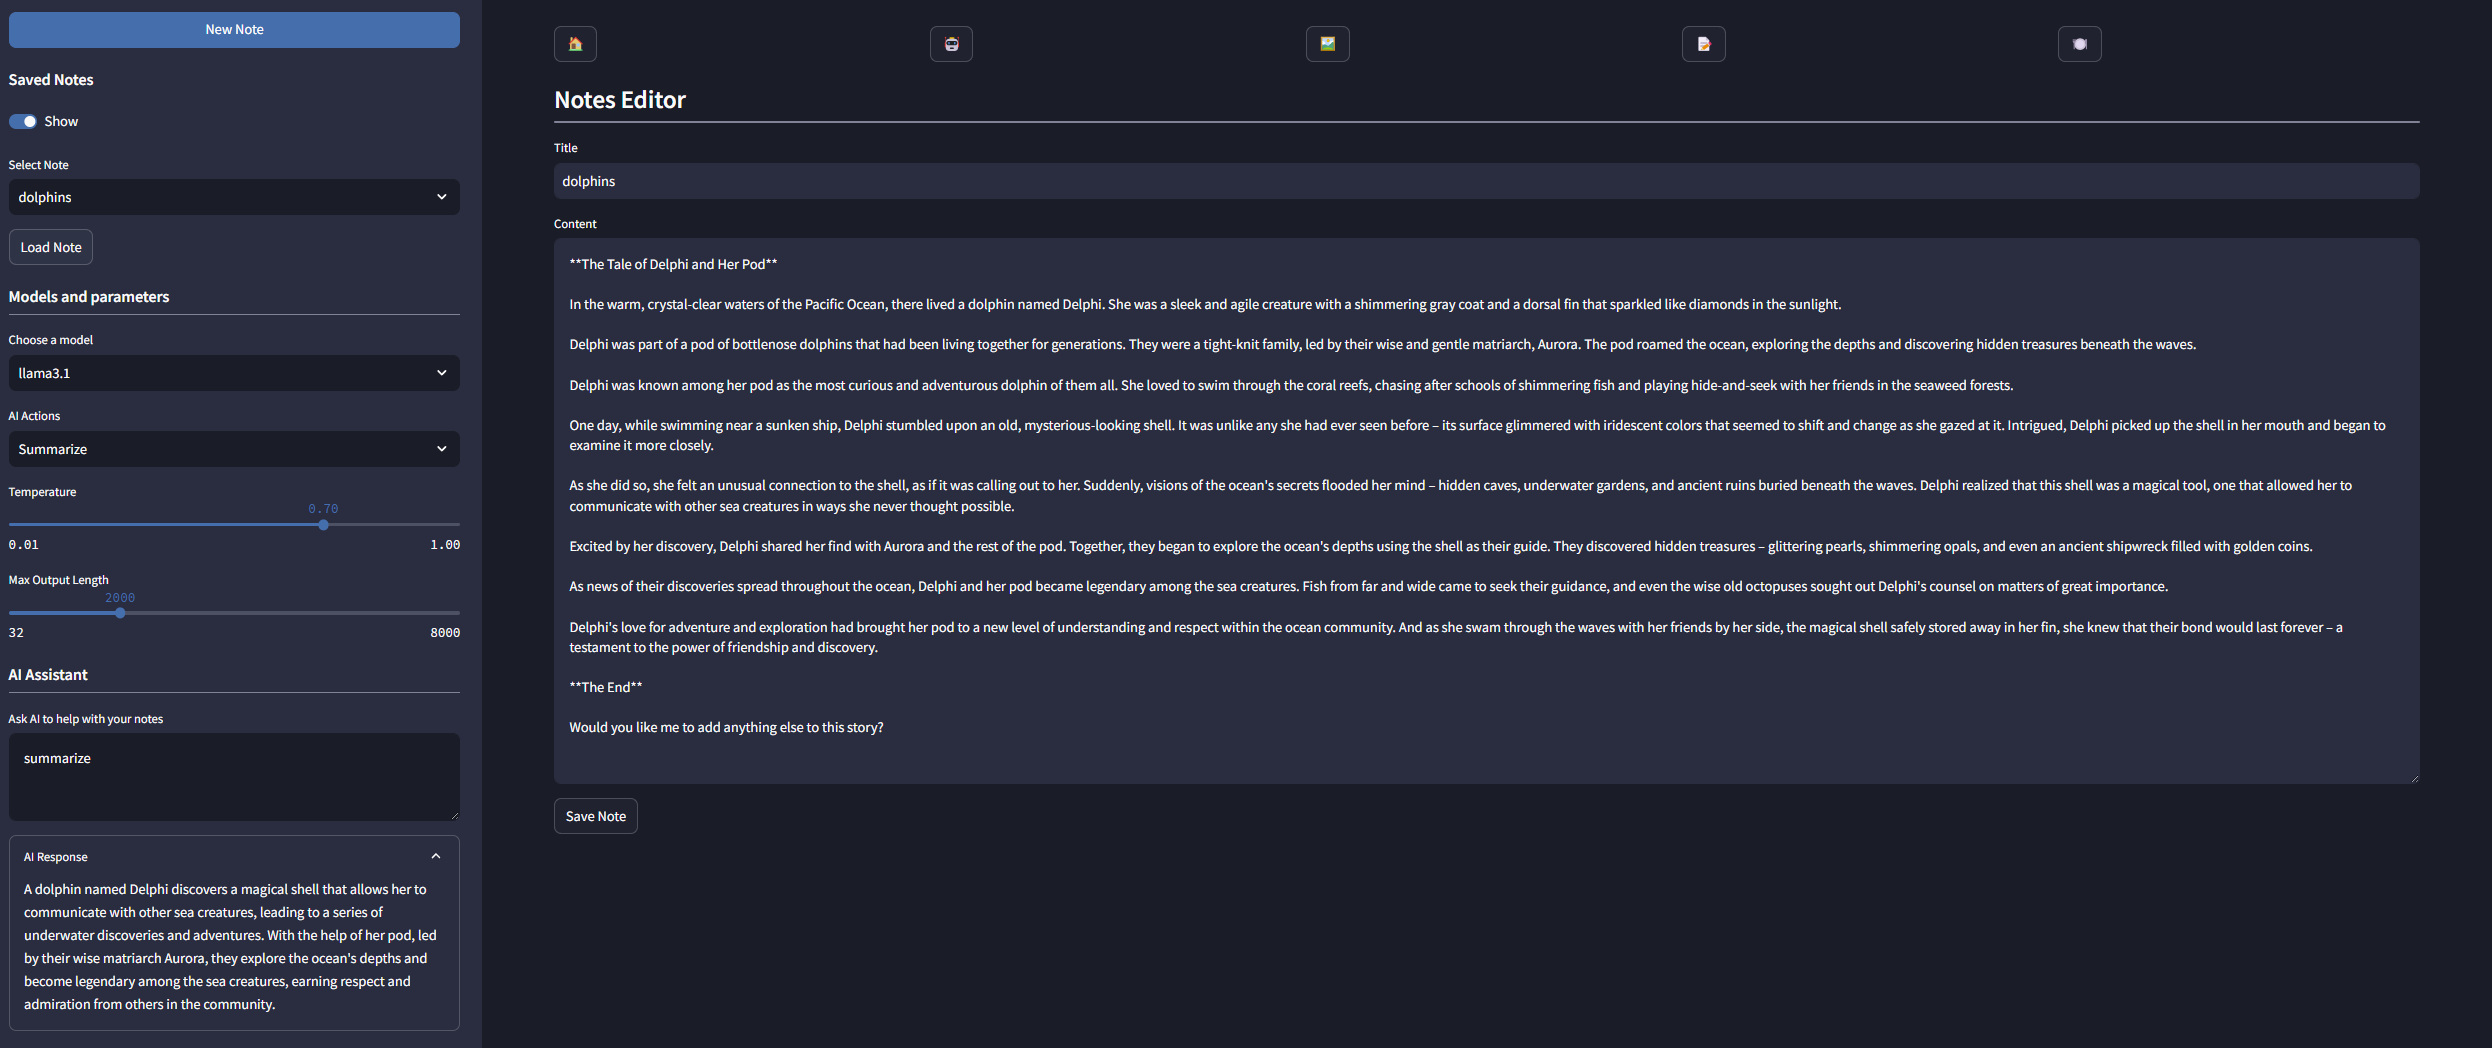 New Note
Saved Notes
Show
Select Note
dolphins
Load Note
Models and parameters
Choose a model
llama3.1
AI Actions
Summarize
Temperature
0.70
0.01 1.00
Max Output Length
2000
32 8000
AI Assistant
Ask AI to help with your notes
summarize
AI Response
A dolphin named Delphi discovers a magical shell that allows her to
communicate with other sea creatures, leading to a series of
underwater discoveries and adventures. With the help of her pod, led
by their wise matriarch Aurora, they explore the ocean's depths and
become legendary among the sea creatures, earning respect and
admiration from others in the community.
Notes Editor
Title
dolphins
Content
**The Tale of Delphi and Her Pod**
In the warm, crystal-clear waters of the Pacific Ocean, there lived a dolphin named Delphi. She was a sleek and agile creature with a shimmering gray coat and a dorsal fin that sparkled like diamonds in the sunlight.
Delphi was part of a pod of bottlenose dolphins that had been living together for generations. They were a tight-knit family, led by their wise and gentle matriarch, Aurora. The pod roamed the ocean, exploring the depths and discovering hidden treasures beneath the waves.
Delphi was known among her pod as the most curious and adventurous dolphin of them all. She loved to swim through the coral reefs, chasing after schools of shimmering fish and playing hide-and-seek with her friends in the seaweed forests.
One day, while swimming near a sunken ship, Delphi stumbled upon an old, mysterious-looking shell. It was unlike any she had ever seen before – its surface glimmered with iridescent colors that seemed to shift and change as she gazed at it. Intrigued, Delphi picked up the shell in her mouth and began to
examine it more closely.
As she did so, she felt an unusual connection to the shell, as if it was calling out to her. Suddenly, visions of the ocean's secrets flooded her mind – hidden caves, underwater gardens, and ancient ruins buried beneath the waves. Delphi realized that this shell was a magical tool, one that allowed her to
communicate with other sea creatures in ways she never thought possible.
Excited by her discovery, Delphi shared her find with Aurora and the rest of the pod. Together, they began to explore the ocean's depths using the shell as their guide. They discovered hidden treasures – glittering pearls, shimmering opals, and even an ancient shipwreck filled with golden coins.
As news of their discoveries spread throughout the ocean, Delphi and her pod became legendary among the sea creatures. Fish from far and wide came to seek their guidance, and even the wise old octopuses sought out Delphi's counsel on matters of great importance.
Delphi's love for adventure and exploration had brought her pod to a new level of understanding and respect within the ocean community. And as she swam through the waves with her friends by her side, the magical shell safely stored away in her fin, she knew that their bond would last forever – a
testament to the power of friendship and discovery.
**The End**
Would you like me to add anything else to this story?
Save Note